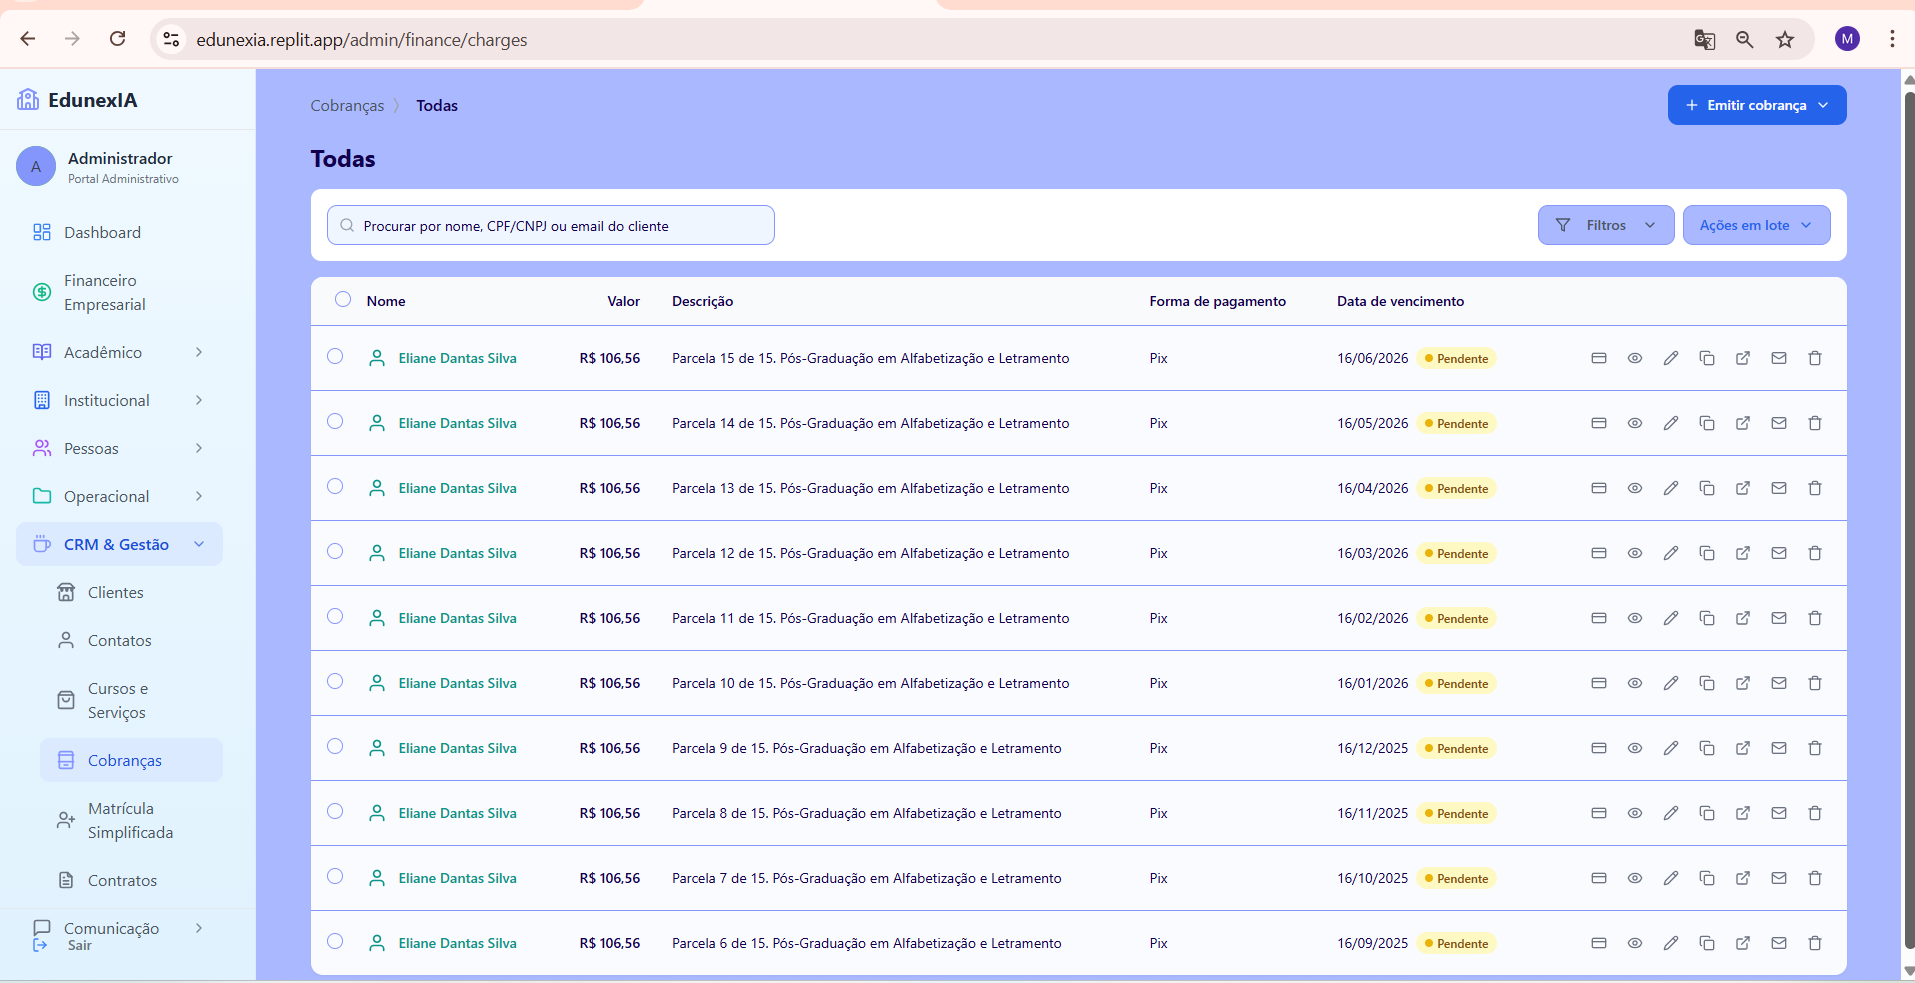 edunexia.replit.app/admin/finance/charges
M
EdunexIA
A
Administrador
Portal Administrativo
Dashboard
Financeiro
Empresarial
Acadêmico
Institucional
Pessoas
Operacional
CRM & Gestão
Clientes
Contatos
Cursos e
Serviços
Cobranças
Matrícula
Simplificada
Contratos
Comunicação
Sair
Cobranças Todas
Emitir cobrança
Todas
Procurar por nome, CPF/CNPJ ou email do cliente
Filtros
Ações em lote
Nome Valor Descrição Forma de pagamento Data de vencimento
Eliane Dantas Silva R$ 106,56 Parcela 15 de 15. Pós-Graduação em Alfabetização e Letramento Pix 16/06/2026 Pendente
Eliane Dantas Silva R$ 106,56 Parcela 14 de 15. Pós-Graduação em Alfabetização e Letramento Pix 16/05/2026 Pendente
Eliane Dantas Silva R$ 106,56 Parcela 13 de 15. Pós-Graduação em Alfabetização e Letramento Pix 16/04/2026 Pendente
Eliane Dantas Silva R$ 106,56 Parcela 12 de 15. Pós-Graduação em Alfabetização e Letramento Pix 16/03/2026 Pendente
Eliane Dantas Silva R$ 106,56 Parcela 11 de 15. Pós-Graduação em Alfabetização e Letramento Pix 16/02/2026 Pendente
Eliane Dantas Silva R$ 106,56 Parcela 10 de 15. Pós-Graduação em Alfabetização e Letramento Pix 16/01/2026 Pendente
Eliane Dantas Silva R$ 106,56 Parcela 9 de 15. Pós-Graduação em Alfabetização e Letramento Pix 16/12/2025 Pendente
Eliane Dantas Silva R$ 106,56 Parcela 8 de 15. Pós-Graduação em Alfabetização e Letramento Pix 16/11/2025 Pendente
Eliane Dantas Silva R$ 106,56 Parcela 7 de 15. Pós-Graduação em Alfabetização e Letramento Pix 16/10/2025 Pendente
Eliane Dantas Silva R$ 106,56 Parcela 6 de 15. Pós-Graduação em Alfabetização e Letramento Pix 16/09/2025 Pendente